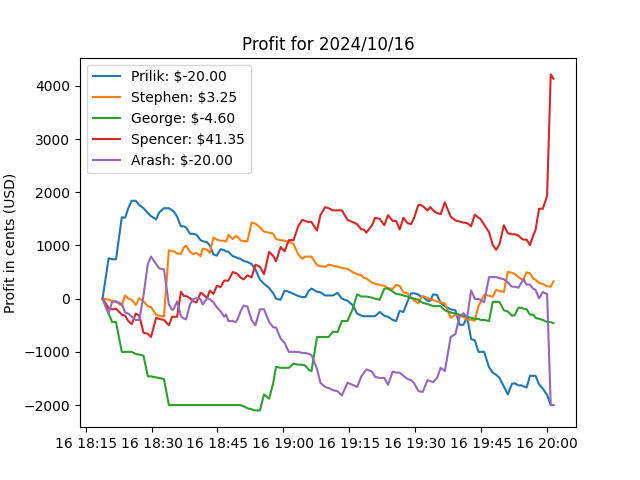 Profit for 2024/10/16
Prilik: $-20.00
Stephen: $3.25
George: $-4.60
Spencer: $41.35
Arash: $-20.00
Profit in cents (USD)
4000
3000
2000
1000
0
−1000
−2000
16 18:15 16 18:30 16 18:45 16 19:00 16 19:15 16 19:30 16 19:45 16 20:00